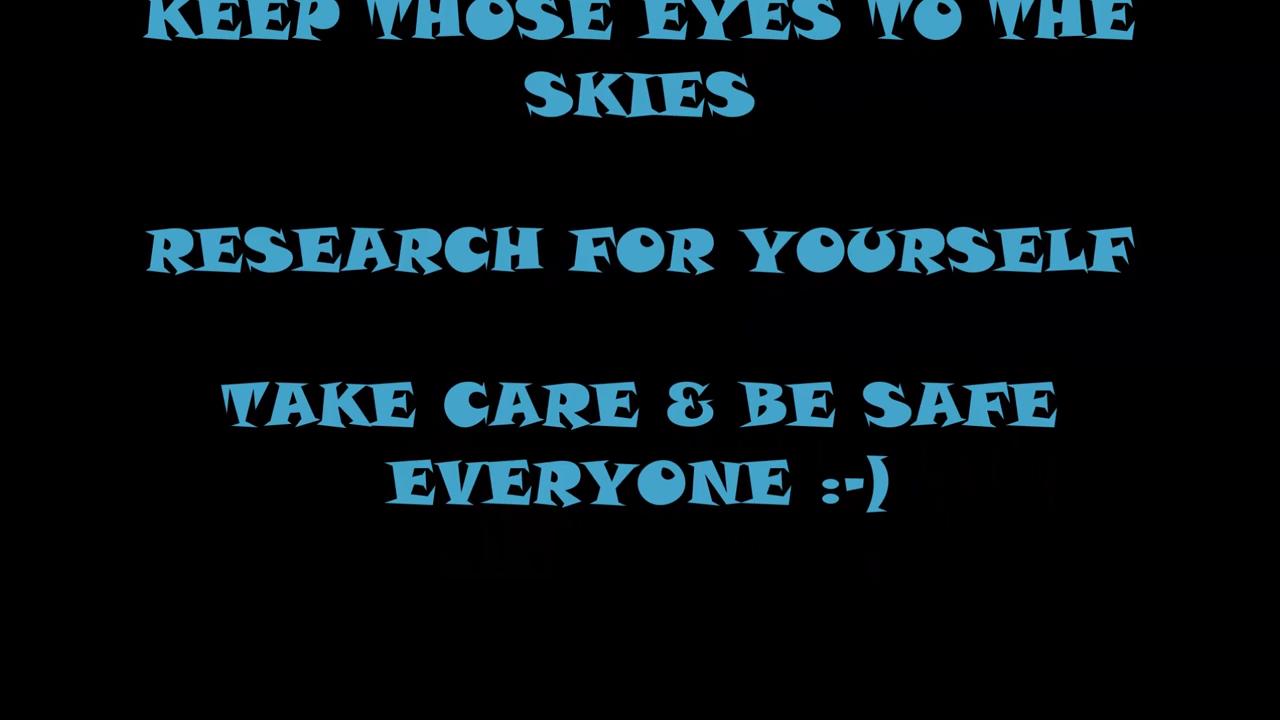 KEEP THOSE EYES TO THE
SKIES
RESEARCH FOR YOURSELF
TAKE CARE & BE SAFE
EVERYONE :-)